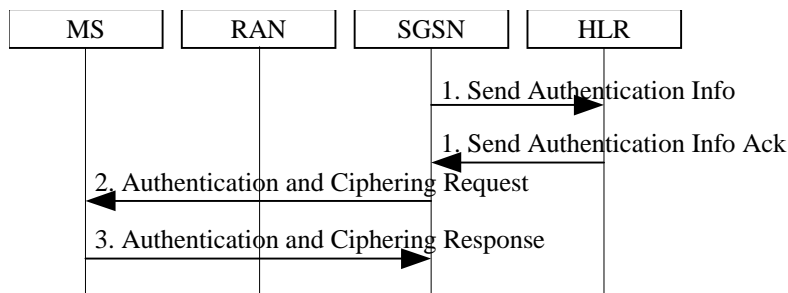 MS RAN SGSN HLR
1. Send Authentication Info
1. Send Authentication Info Ack
2. Authentication and Ciphering Request
3. Authentication and Ciphering Response